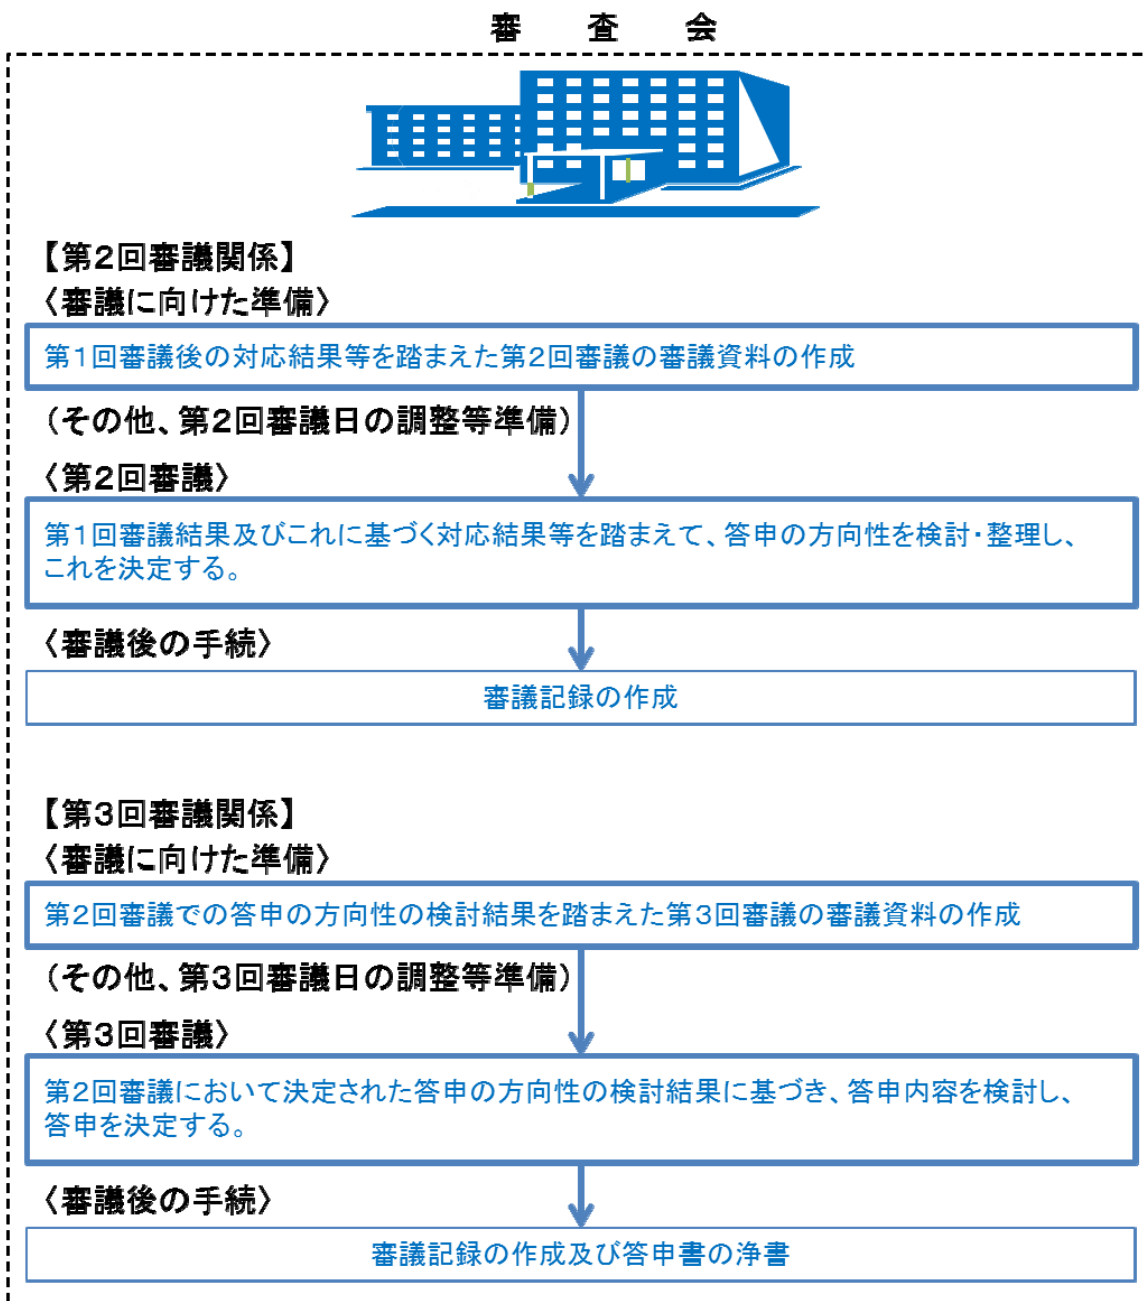 審　査　会
【第２回審議関係】
〈審議に向けた準備〉
第１回審議後の対応結果等を踏まえた第２回審議の審議資料の作成
（その他、第２回審議日の調整等準備）
〈第２回審議〉
第１回審議結果及びこれに基づく対応結果等を踏まえて、答申の方向性を検討・整理し、
これを決定する。
〈審議後の手続〉
審議記録の作成
【第３回審議関係】
〈審議に向けた準備〉
第２回審議での答申の方向性の検討結果を踏まえた第３回審議の審議資料の作成
（その他、第３回審議日の調整等準備）
〈第３回審議〉
第２回審議において決定された答申の方向性の検討結果に基づき、答申内容を検討し、
答申を決定する。
〈審議後の手続〉
審議記録の作成及び答申書の浄書